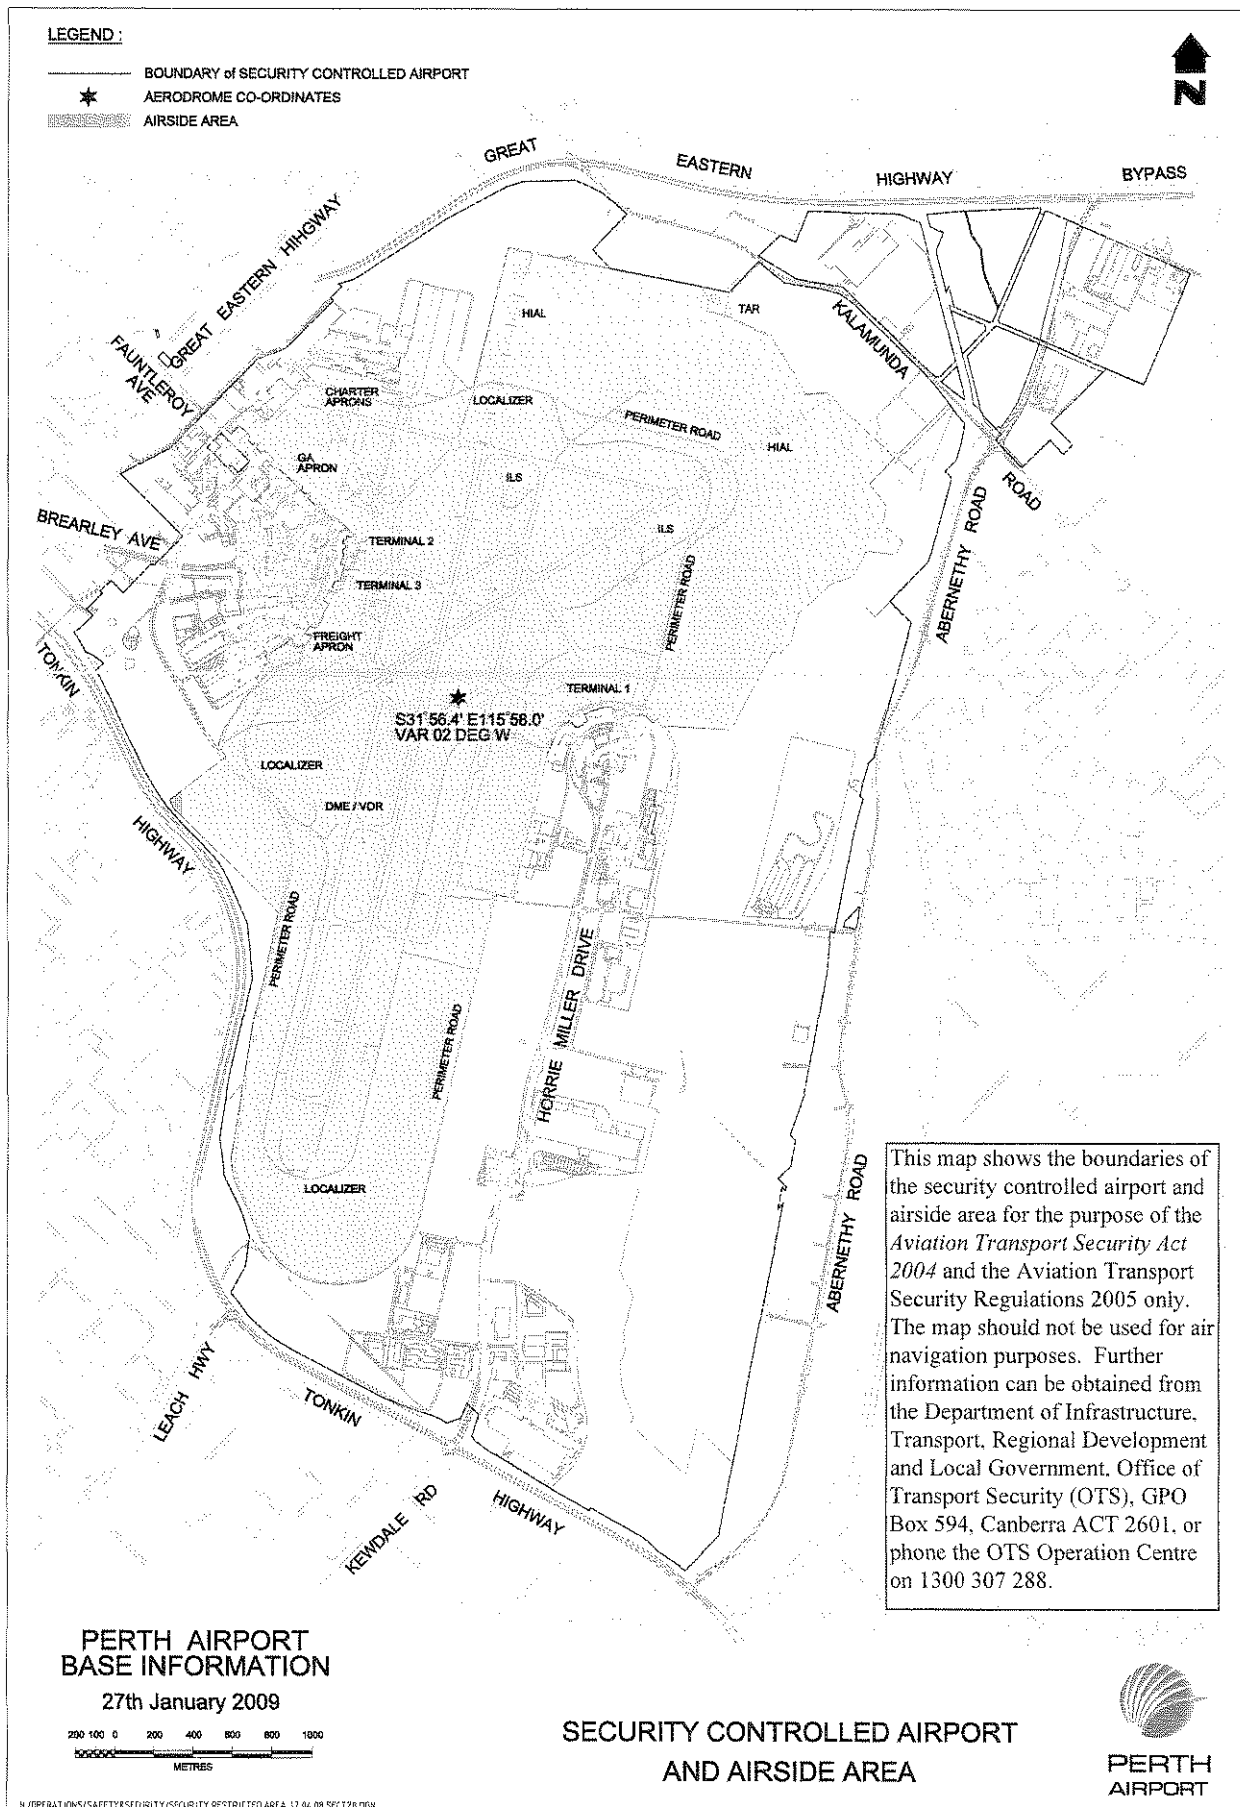 LEGEND :
BOUNDARY of SECURITY CONTROLLED AIRPORT
AERODROME CO-ORDINATES
AIRSIDE AREA
N
GREAT
EASTERN
HIGHWAY
BYPASS
GREAT EASTERN HIHGWAY
FAUNTLEROY
AVE
HIAL
TAR
KALAMUNDA
ROAD
CHARTER
APRONS
LOCALIZER
PERIMETER ROAD
HIAL
GA
APRON
ILS
ILS
BREARLEY AVE
TERMINAL 2
TERMINAL 3
PERIMETER ROAD
ABERNETHY ROAD
FREIGHT
APRON
TONKIN
TERMINAL 1
S31°56.4' E115°58.0'
VAR 02 DEG W
LOCALIZER
DME / VOR
HIGHWAY
PERIMETER ROAD
PERIMETER ROAD
HORRIE MILLER DRIVE
LOCALIZER
ABERNETHY ROAD
LEACH HWY
TONKIN
HIGHWAY
KEWDALE RD
This map shows the boundaries of
the security controlled airport and
airside area for the purpose of the
Aviation Transport Security Act
2004 and the Aviation Transport
Security Regulations 2005 only.
The map should not be used for air
navigation purposes. Further
information can be obtained from
the Department of Infrastructure,
Transport, Regional Development
and Local Government, Office of
Transport Security (OTS), GPO
Box 594, Canberra ACT 2601, or
phone the OTS Operation Centre
on 1300 307 288.
PERTH AIRPORT
BASE INFORMATION
27th January 2009
200 100 0 200 400 600 800 1000
METRES
SECURITY CONTROLLED AIRPORT
AND AIRSIDE AREA
PERTH
AIRPORT